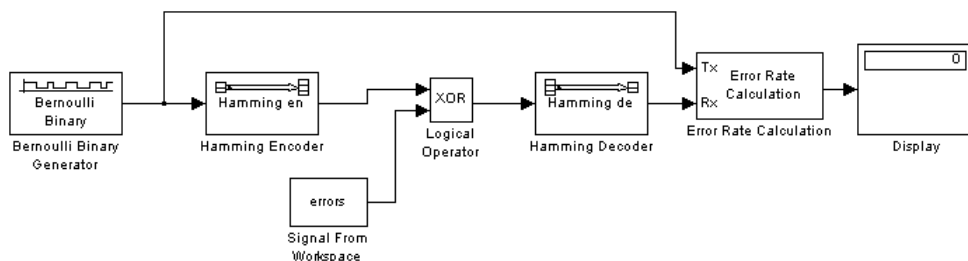 Bernoulli
Binary
Bernoulli Binary
Generator
Hamming en
Hamming Encoder
errors
Signal From
Workspace
XOR
Logical
Operator
Hamming de
Hamming Decoder
Tx
Rx
Error Rate
Calculation
Error Rate Calculation
0
Display